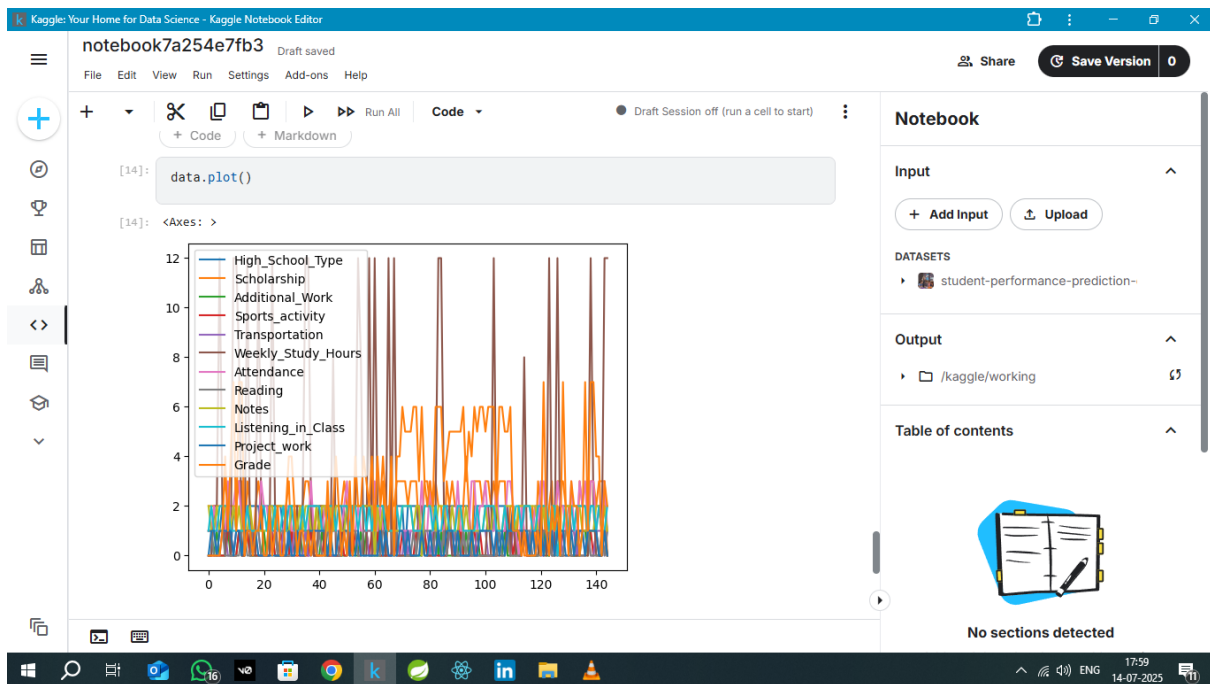 Kaggle: Your Home for Data Science - Kaggle Notebook Editor
notebook7a254e7fb3 Draft saved
File Edit View Run Settings Add-ons Help
Share
Save Version 0
Run All Code
Draft Session off (run a cell to start)
+ Code + Markdown
[14]: data.plot()
[14]: <Axes: >
12
10
8
6
4
2
0
High_School_Type
Scholarship
Additional_Work
Sports_activity
Transportation
Weekly_Study_Hours
Attendance
Reading
Notes
Listening_in_Class
Project_work
Grade
0 20 40 60 80 100 120 140
Notebook
Input
+ Add Input Upload
DATASETS
student-performance-prediction-
Output
/kaggle/working
Table of contents
No sections detected
16
v0
k
in
ENG
17:59
14-07-2025
11